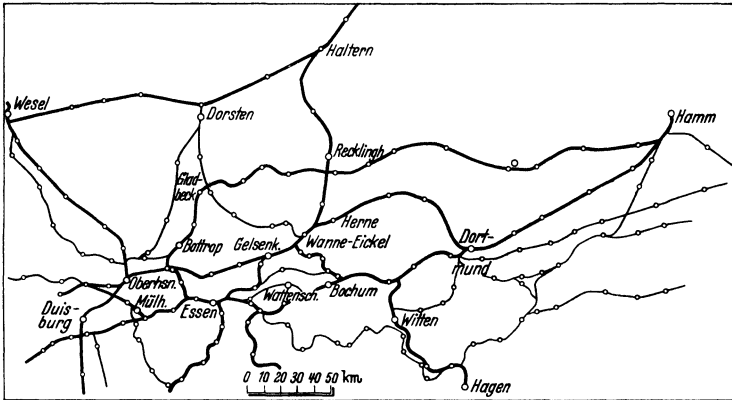 Haltern
Wesel
Dorsten
Hamm
Recklingh.
Glad-
beck
Herne
Bottrop
Gelsenk.
Wanne-Eickel
Dort-
mund
Oberhsn.
Mülh.
Wattensch.
Bochum
Duis-
burg
Essen
Witten
Hagen
0 10 20 30 40 50 km